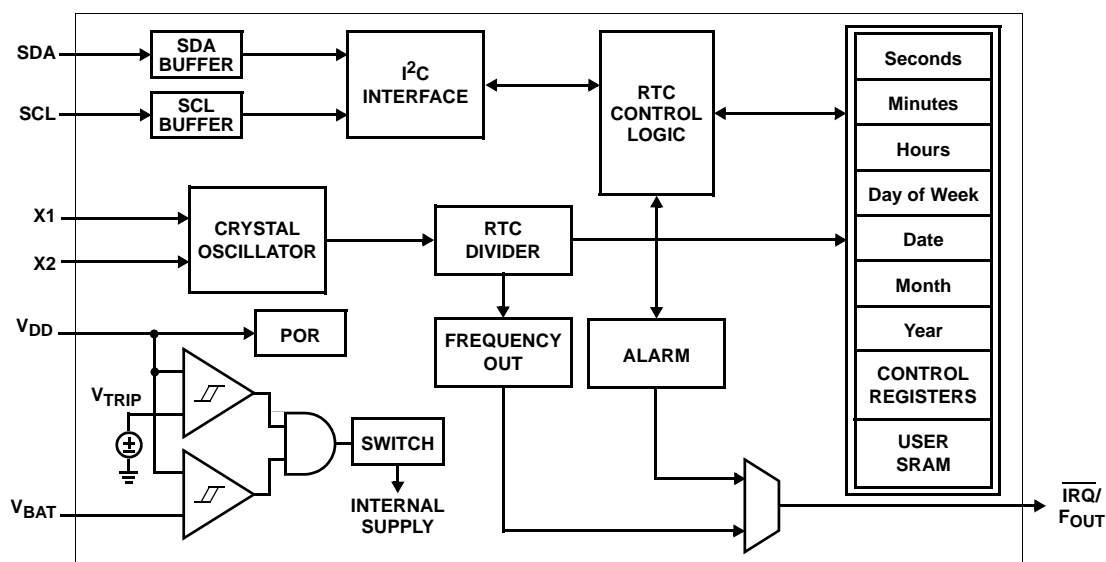 SDA
SDA
BUFFER
SCL
SCL
BUFFER
I²C
INTERFACE
RTC
CONTROL
LOGIC
Seconds
Minutes
Hours
Day of Week
Date
Month
Year
CONTROL
REGISTERS
USER
SRAM
X1
X2
CRYSTAL
OSCILLATOR
RTC
DIVIDER
VDD
POR
FREQUENCY
OUT
ALARM
VTRIP
±
SWITCH
INTERNAL
SUPPLY
VBAT
IRQ/
FOUT